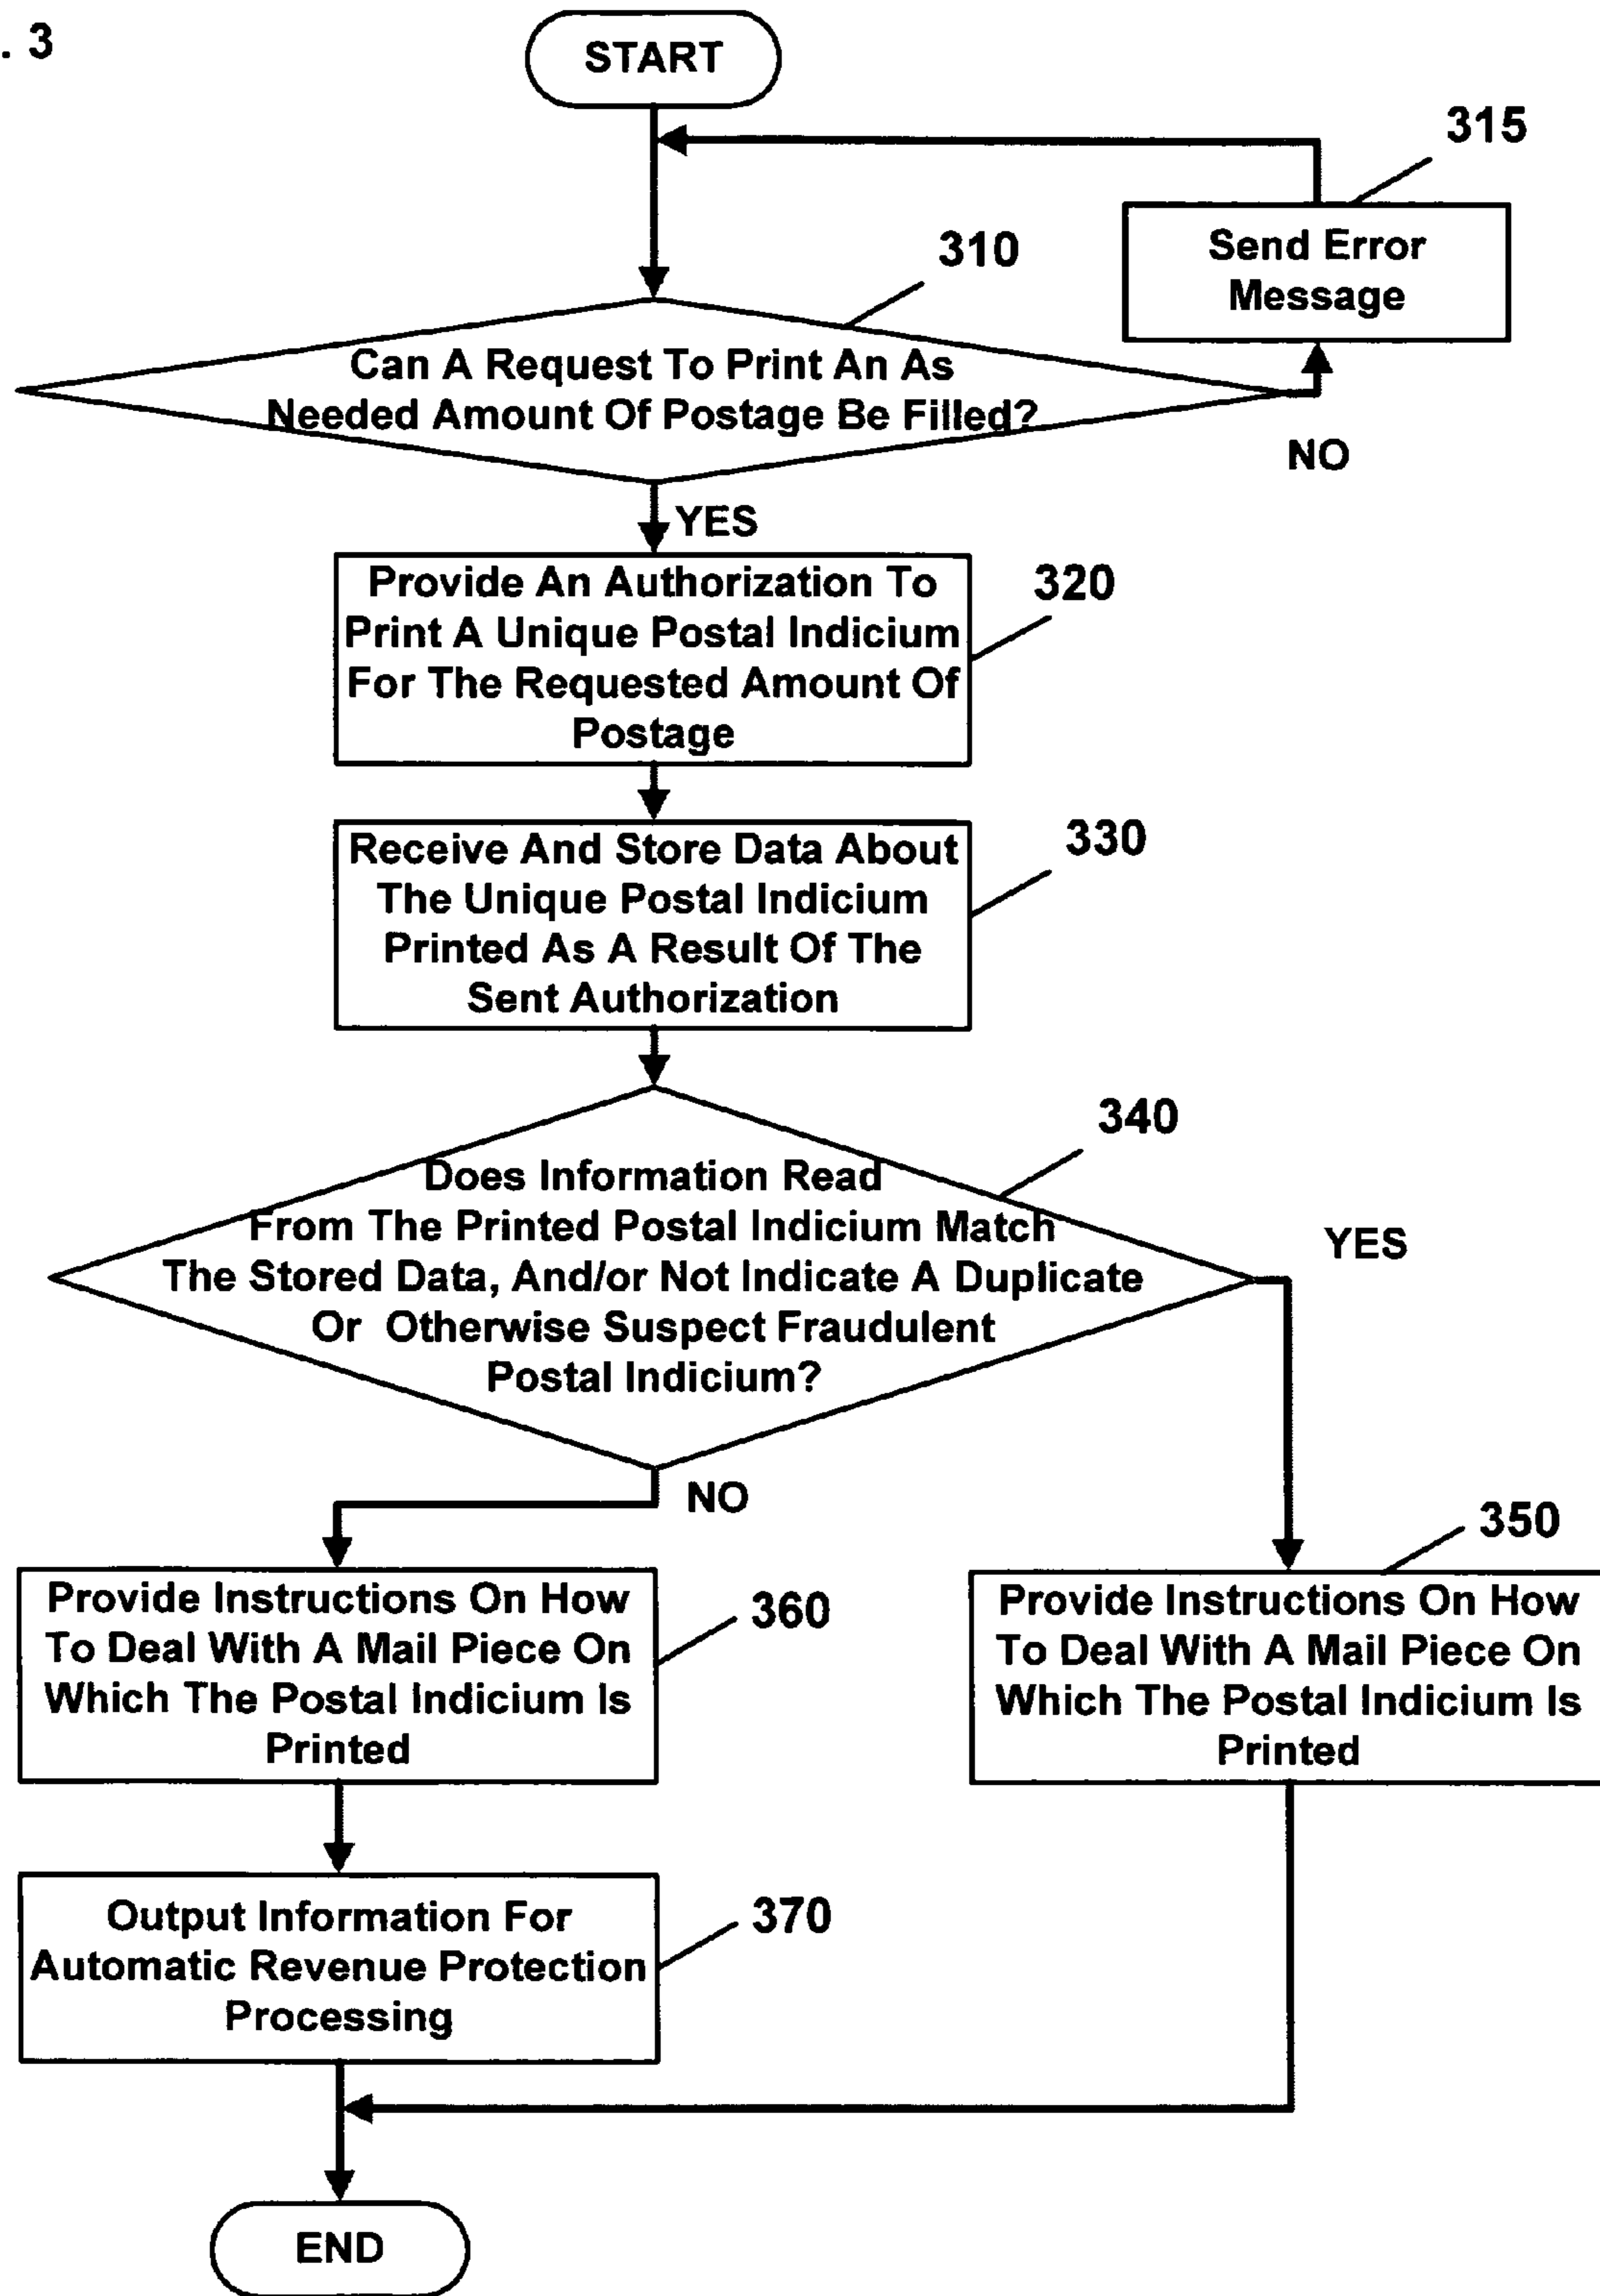 . 3
START
315
Send Error
Message
310
Can A Request To Print An As
Needed Amount Of Postage Be Filled?
NO
YES
Provide An Authorization To
Print A Unique Postal Indicium
For The Requested Amount Of
Postage
320
Receive And Store Data About
The Unique Postal Indicium
Printed As A Result Of The
Sent Authorization
330
340
Does Information Read
From The Printed Postal Indicium Match
The Stored Data, And/or Not Indicate A Duplicate
Or Otherwise Suspect Fraudulent
Postal Indicium?
YES
NO
350
Provide Instructions On How
To Deal With A Mail Piece On
Which The Postal Indicium Is
Printed
360
Provide Instructions On How
To Deal With A Mail Piece On
Which The Postal Indicium Is
Printed
Output Information For
Automatic Revenue Protection
Processing
370
END